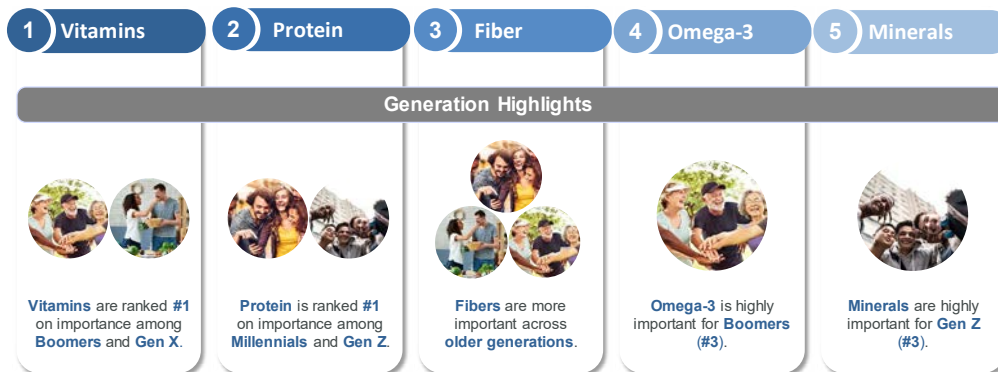 1 Vitamins
2 Protein
3 Fiber
4 Omega-3
5 Minerals
Generation Highlights
Vitamins are ranked #1
on importance among
Boomers and Gen X.
Protein is ranked #1
on importance among
Millennials and Gen Z.
Fibers are more
important across
older generations.
Omega-3 is highly
important for Boomers
(#3).
Minerals are highly
important for Gen Z
(#3).